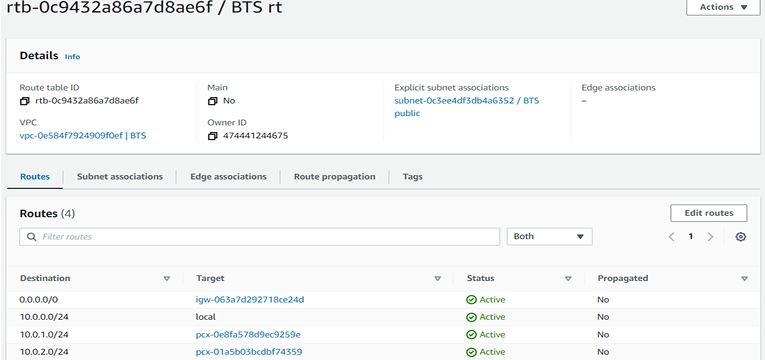 rtb-0c9432a86a7d8ae6f / BTS rt
Actions
Details Info
Route table ID
rtb-0c9432a86a7d8ae6f
Main
No
Explicit subnet associations
subnet-0c3ee4df3db4a6352 / BTS
public
Edge associations
–
VPC
vpc-0e584f7924909f0ef | BTS
Owner ID
474441244675
Routes Subnet associations Edge associations Route propagation Tags
Routes (4)
Edit routes
Filter routes
Both
1
Destination Target Status Propagated
0.0.0.0/0 igw-063a7d292718ce24d Active No
10.0.0.0/24 local Active No
10.0.1.0/24 pcx-0e8fa578d9ec9259e Active No
10.0.2.0/24 pcx-01a5b03bcdbf74359 Active No